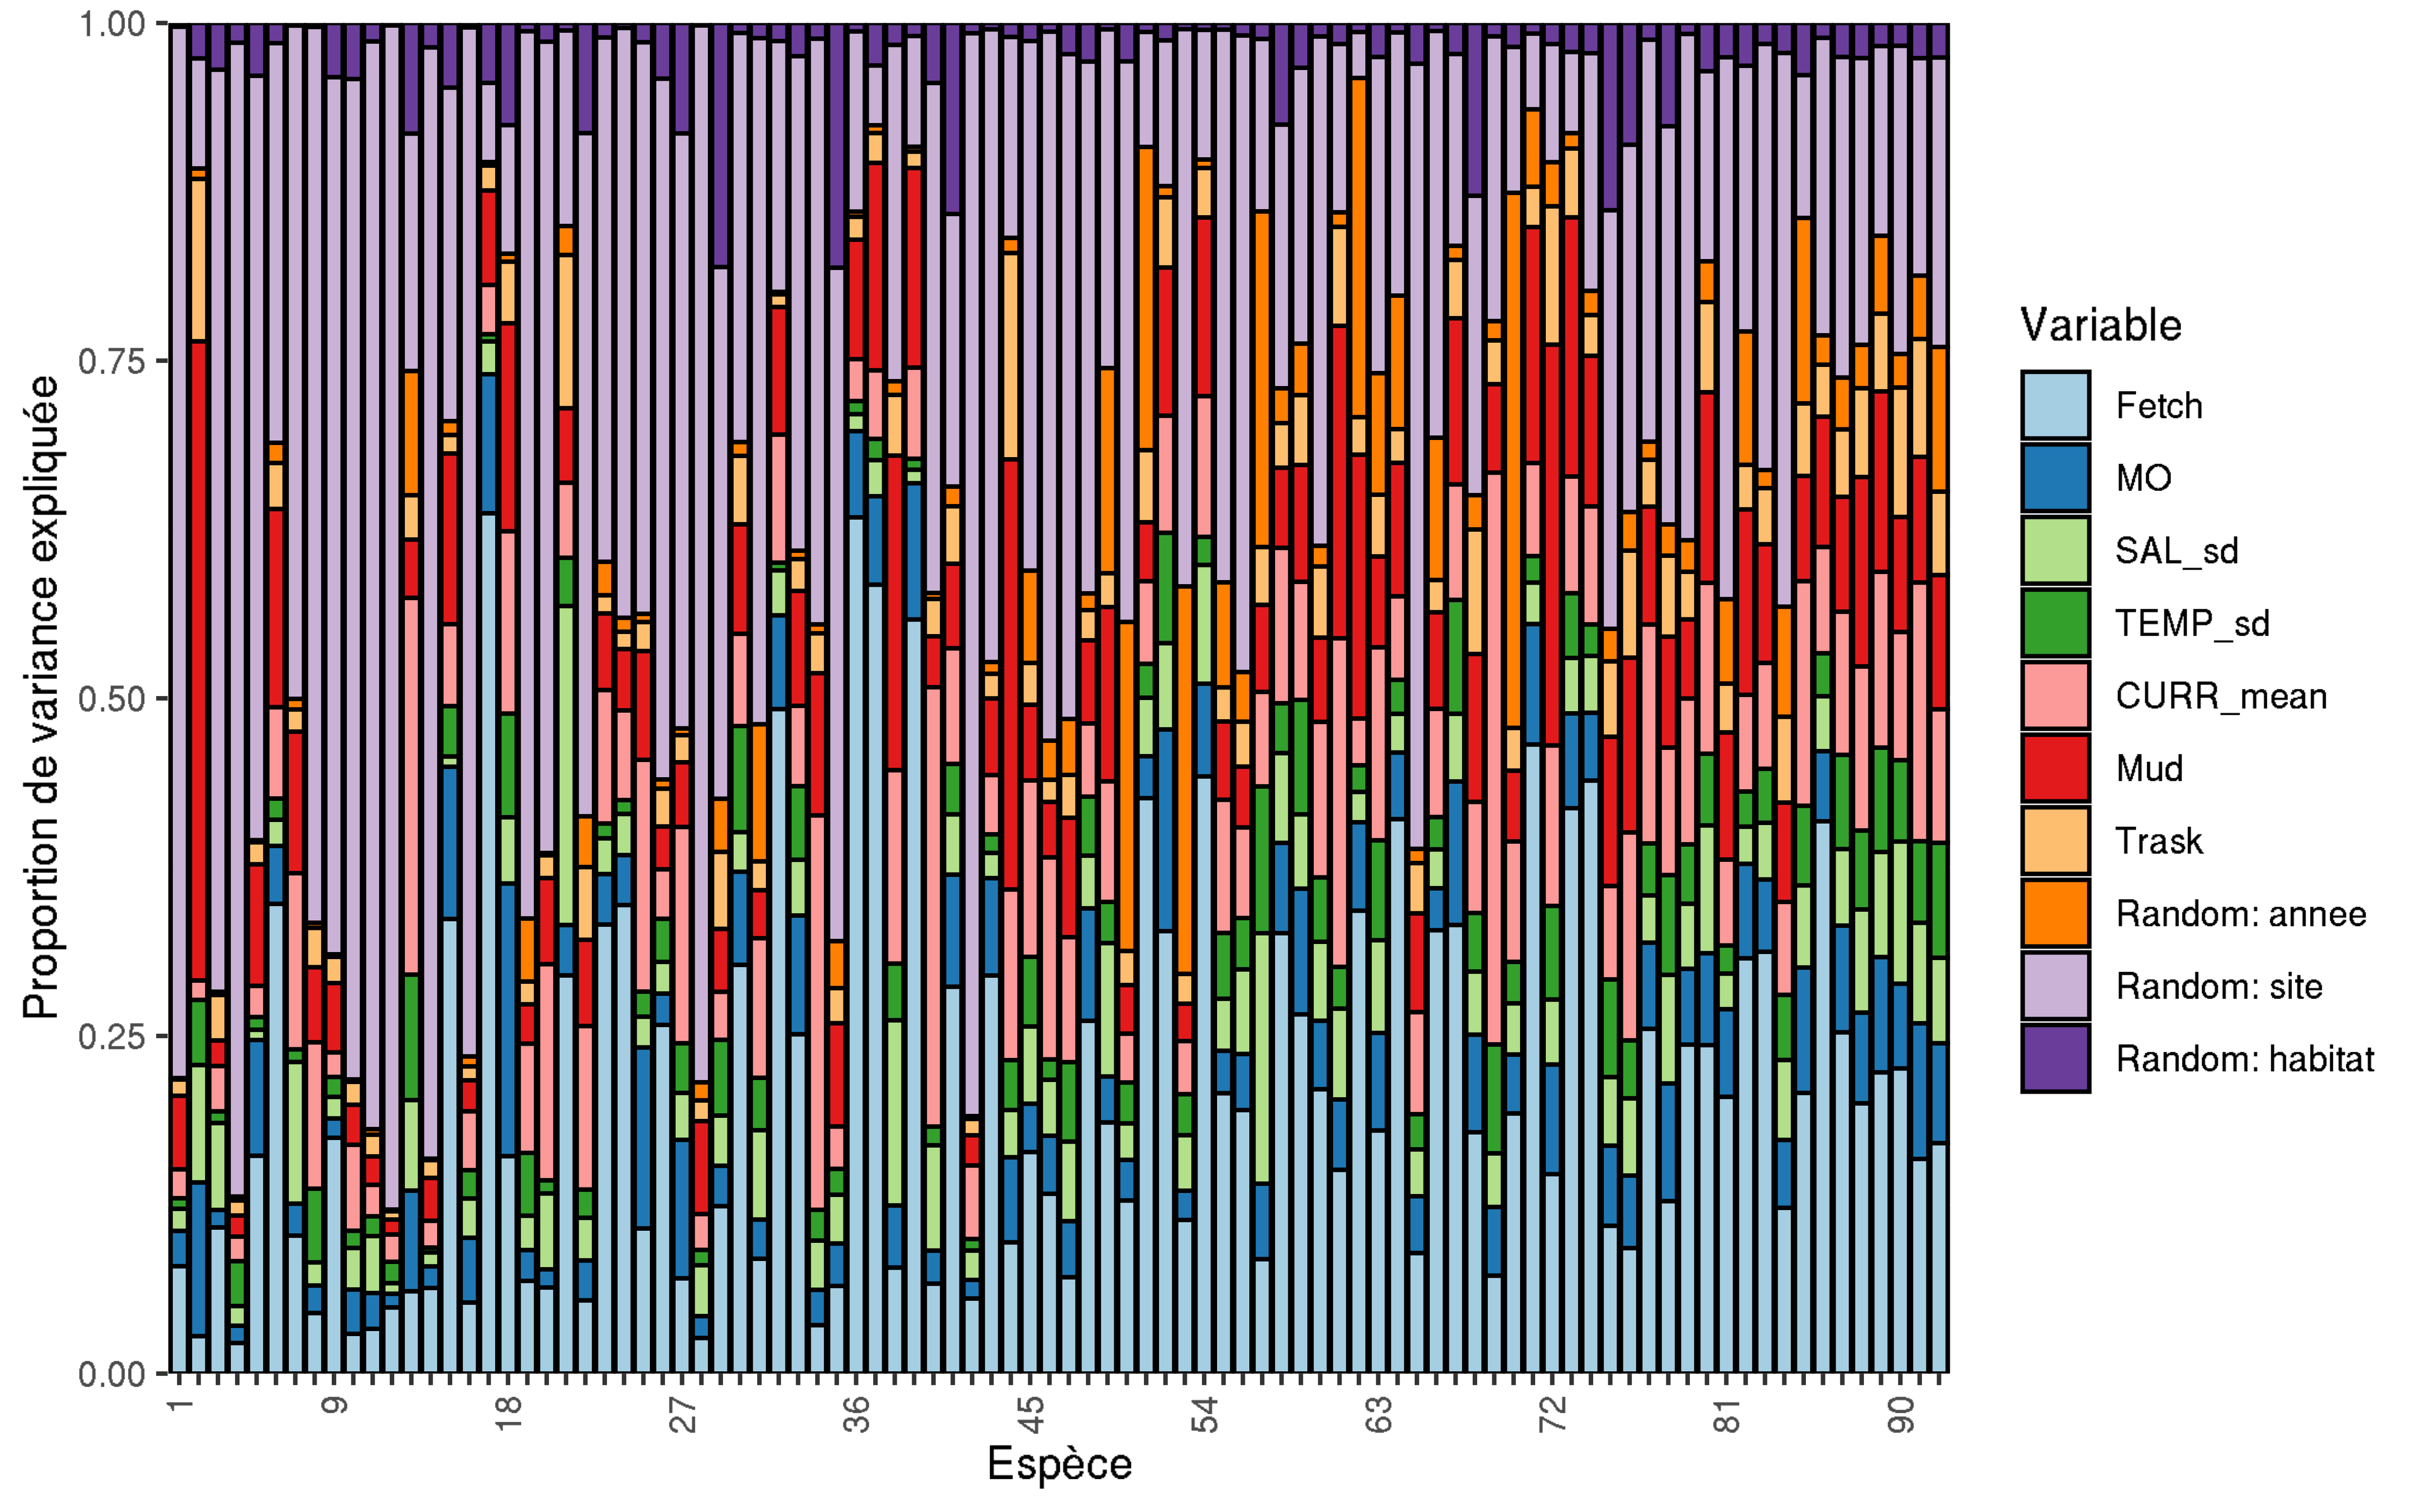 Proportion de variance expliquée
1.00
0.75
0.50
0.25
0.00
1
9
18
27
36
45
54
63
72
81
90
Espèce
Variable
Fetch
MO
SAL_sd
TEMP_sd
CURR_mean
Mud
Trask
Random: annee
Random: site
Random: habitat